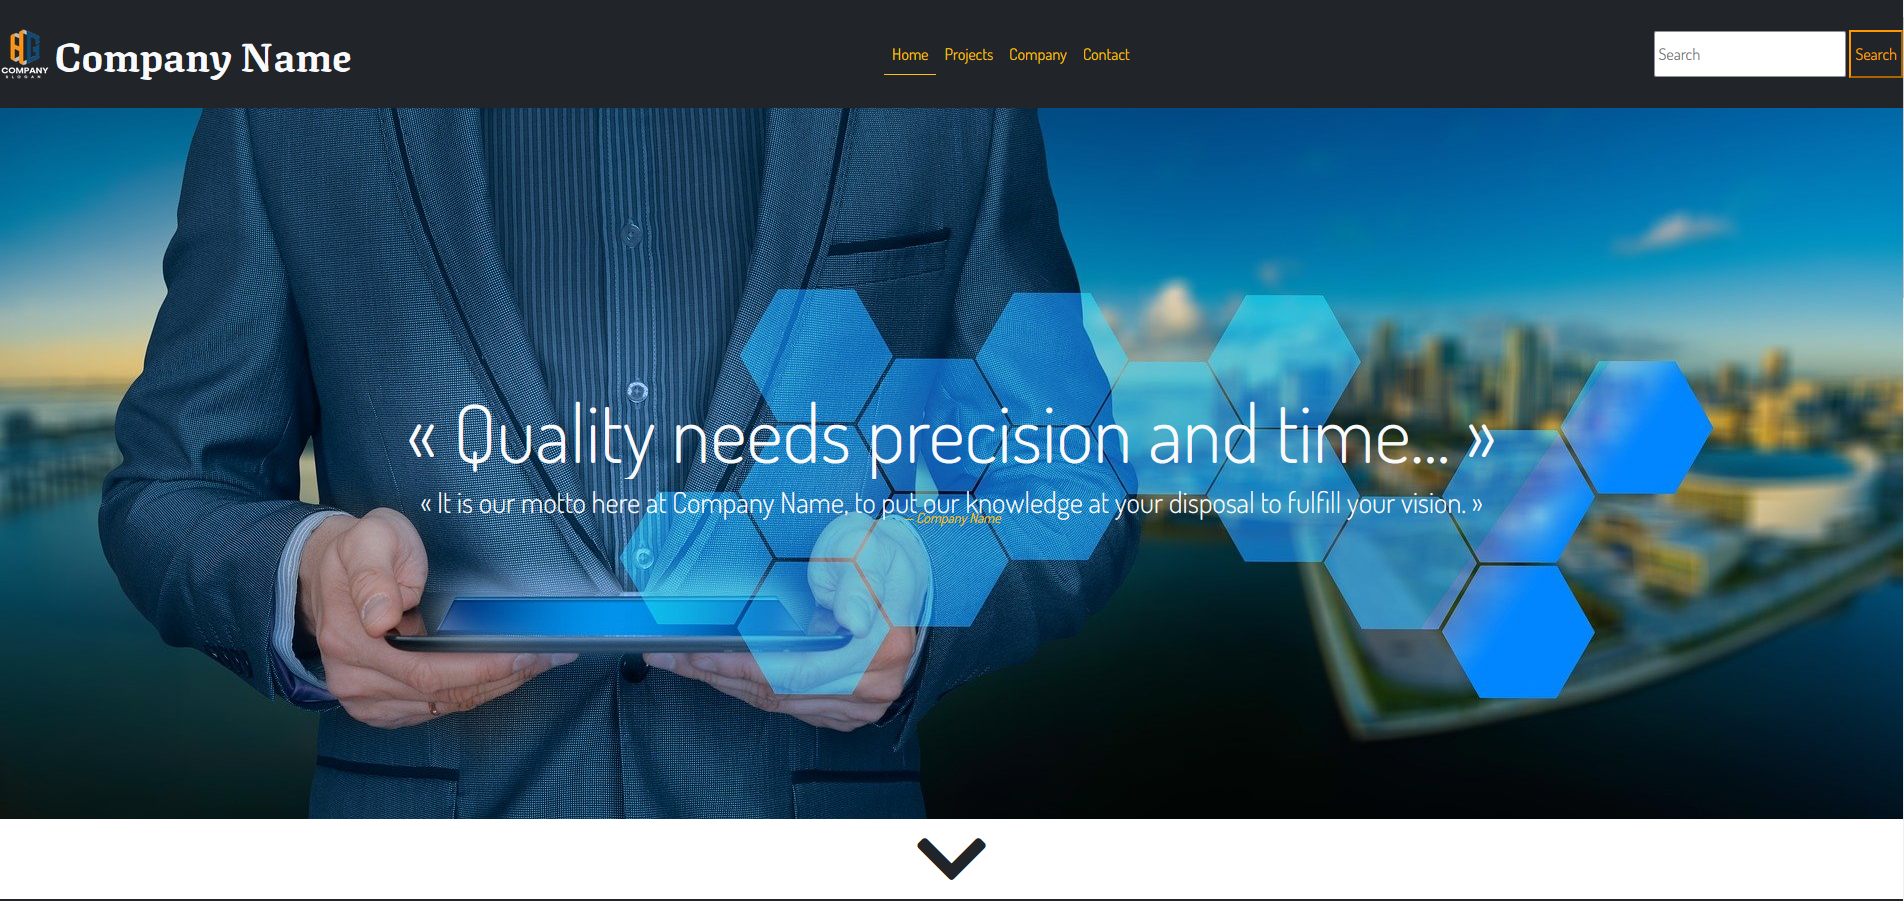 COMPANY
SLOGAN
Company Name
Home Projects Company Contact
Search Search
« Quality needs precision and time... »
« It is our motto here at Company Name, to put our knowledge at your disposal to fulfill your vision. »
— Company Name